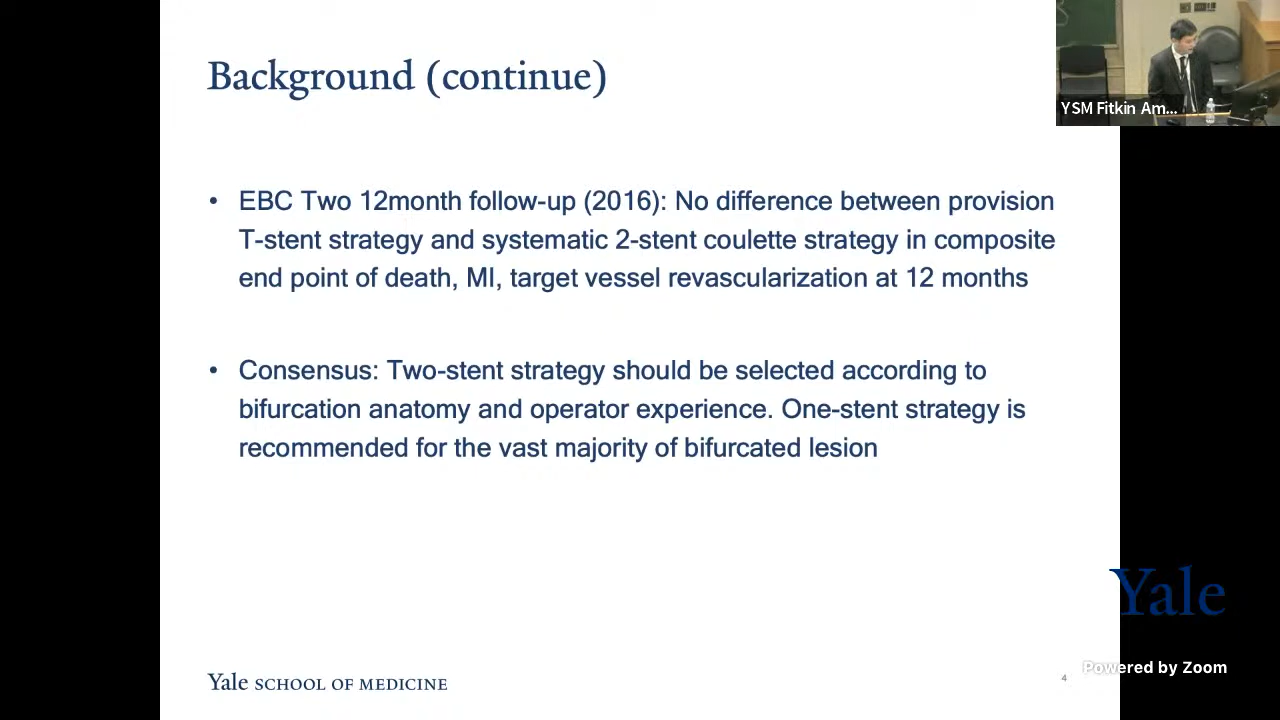 Background (continue)
YSM Fitkin Am...
• EBC Two 12month follow-up (2016): No difference between provision
T-stent strategy and systematic 2-stent coulette strategy in composite
end point of death, MI, target vessel revascularization at 12 months
• Consensus: Two-stent strategy should be selected according to
bifurcation anatomy and operator experience. One-stent strategy is
recommended for the vast majority of bifurcated lesion
Yale
Powered by Zoom
Yale SCHOOL OF MEDICINE
4